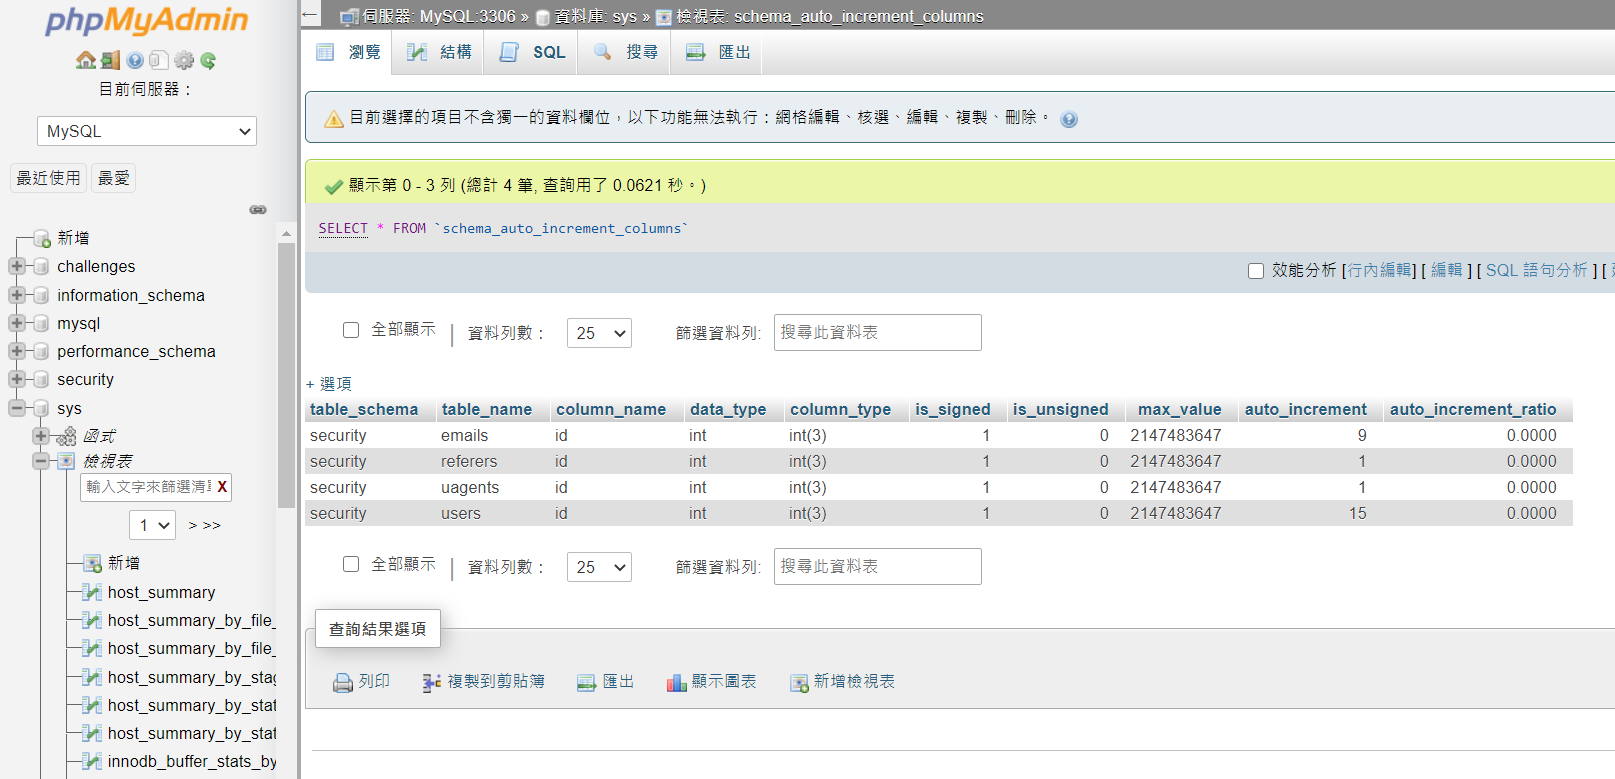 phpMyAdmin
目前伺服器：
MySQL
最近使用 最愛
新增
challenges
information_schema
mysql
performance_schema
security
sys
函式
檢視表
輸入文字來篩選清單 X
1 > >>
新增
host_summary
host_summary_by_file_
host_summary_by_file_
host_summary_by_stag
host_summary_by_stat
host_summary_by_stat
innodb_buffer_stats_by
← 伺服器: MySQL:3306 » 資料庫: sys » 檢視表: schema_auto_increment_columns
瀏覽 結構 SQL 搜尋 匯出
目前選擇的項目不含獨一的資料欄位，以下功能無法執行：網格編輯、核選、編輯、複製、刪除。
顯示第 0 - 3 列 (總計 4 筆, 查詢用了 0.0621 秒。)
SELECT * FROM `schema_auto_increment_columns`
效能分析 [行內編輯] [ 編輯 ] [ SQL 語句分析 ] [
全部顯示 | 資料列數： 25 篩選資料列: 搜尋此資料表
+ 選項
table_schema table_name column_name data_type column_type is_signed is_unsigned max_value auto_increment auto_increment_ratio
security emails id int int(3) 1 0 2147483647 9 0.0000
security referers id int int(3) 1 0 2147483647 1 0.0000
security uagents id int int(3) 1 0 2147483647 1 0.0000
security users id int int(3) 1 0 2147483647 15 0.0000
全部顯示 | 資料列數： 25 篩選資料列: 搜尋此資料表
查詢結果選項
列印 複製到剪貼簿 匯出 顯示圖表 新增檢視表